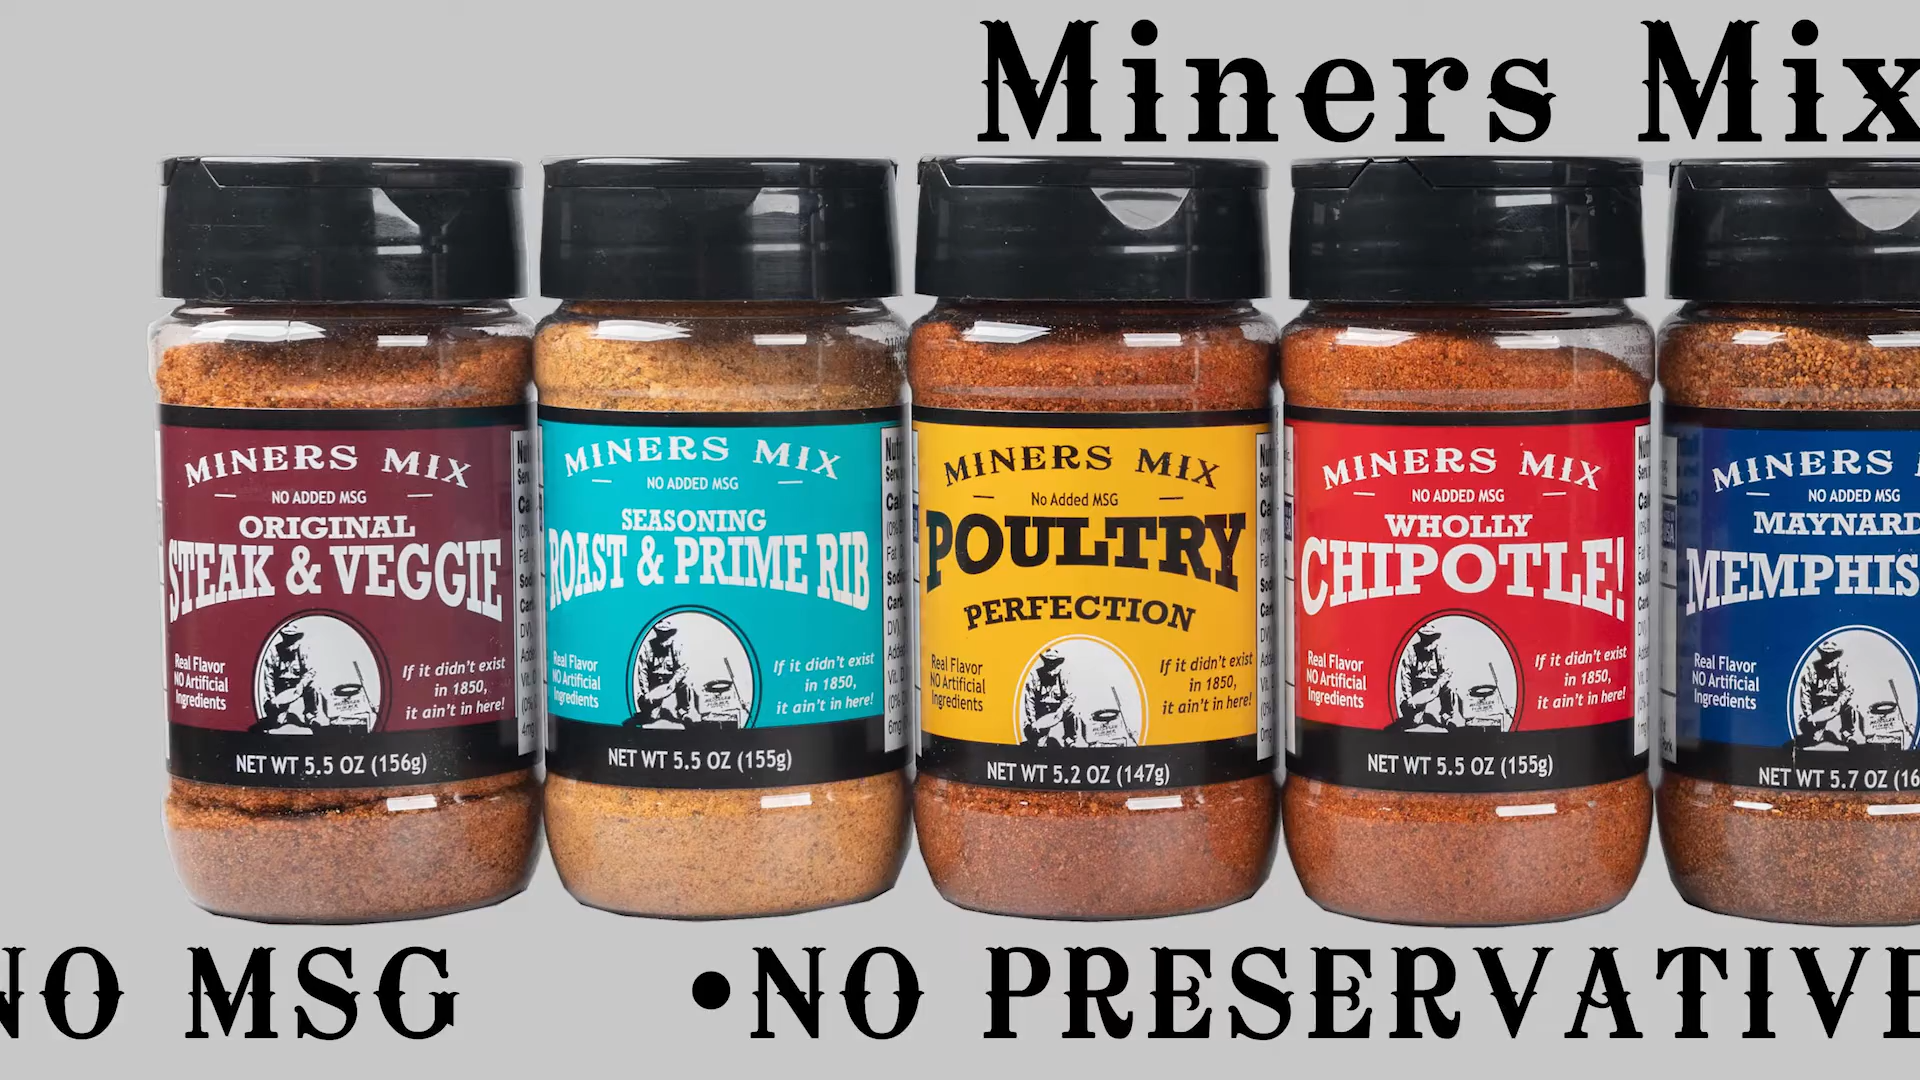 Miners Mix
MINERS MIX
NO ADDED MSG
ORIGINAL
STEAK & VEGGIE
Real Flavor
NO Artificial
Ingredients
If it didn't exist
in 1850,
it ain't in here!
NET WT 5.5 OZ (156g)
MINERS MIX
NO ADDED MSG
SEASONING
ROAST & PRIME RIB
Real Flavor
NO Artificial
Ingredients
If it didn't exist
in 1850,
it ain't in here!
NET WT 5.5 OZ (155g)
MINERS MIX
No Added MSG
POULTRY
PERFECTION
Real Flavor
NO Artificial
Ingredients
If it didn't exist
in 1850,
it ain't in here!
NET WT 5.2 OZ (147g)
MINERS MIX
NO ADDED MSG
WHOLLY
CHIPOTLE!
Real Flavor
NO Artificial
Ingredients
If it didn't exist
in 1850,
it ain't in here!
NET WT 5.5 OZ (155g)
MINERS
NO ADDED MSG
MAYNARD
MEMPHIS
Real Flavor
NO Artificial
Ingredients
NET WT 5.7 OZ (16
NO MSG
•NO PRESERVATIVE